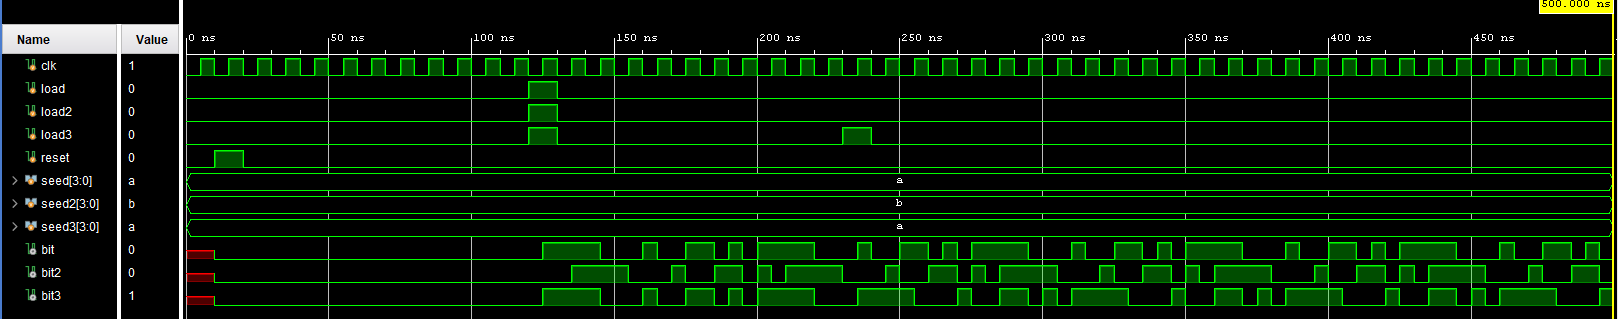 500.000 ns
Name Value
0 ns 50 ns 100 ns 150 ns 200 ns 250 ns 300 ns 350 ns 400 ns 450 ns
clk 1
load 0
load2 0
load3 0
reset 0
seed[3:0] a a
seed2[3:0] b b
seed3[3:0] a a
bit 0
bit2 0
bit3 1